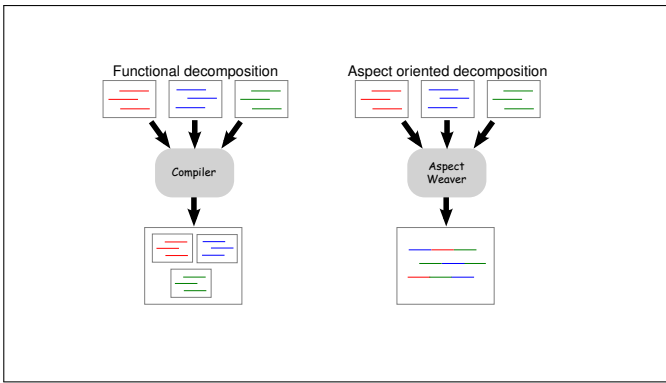 Functional decomposition
Aspect oriented decomposition
Compiler
Aspect
Weaver